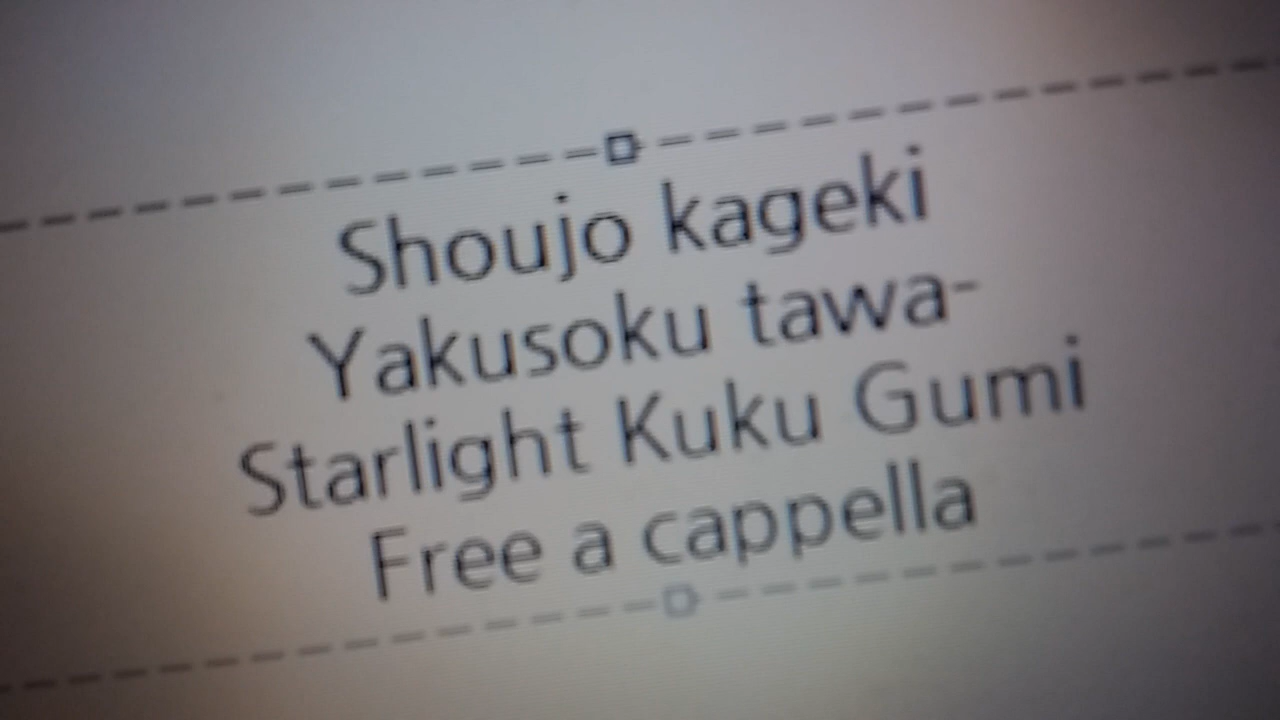 Shoujo kageki
Yakusoku tawa-
Starlight Kuku Gumi
Free a cappella